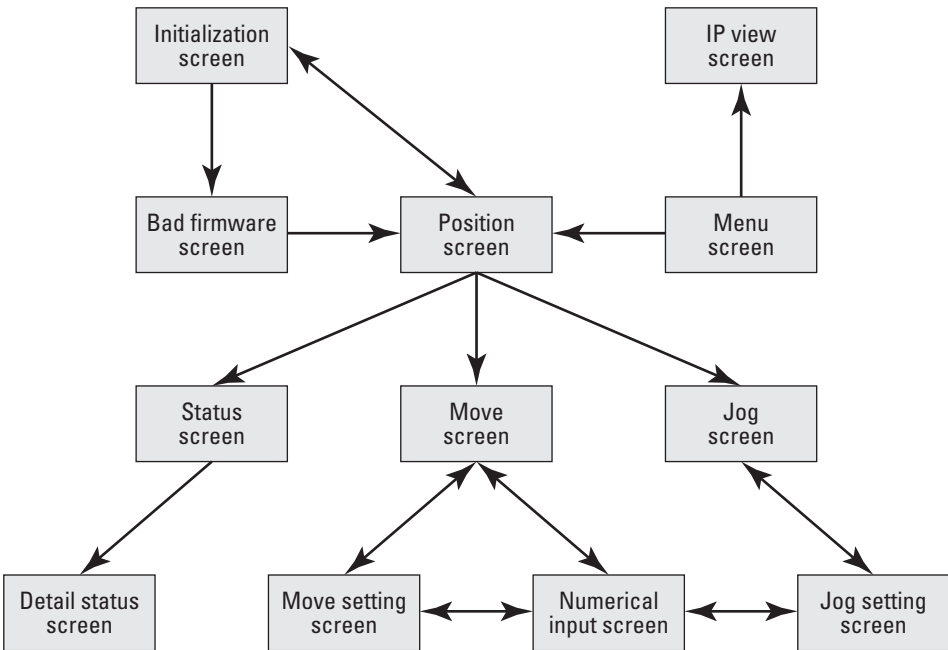 Initialization
screen
IP view
screen
Bad firmware
screen
Position
screen
Menu
screen
Status
screen
Move
screen
Jog
screen
Detail status
screen
Move setting
screen
Numerical
input screen
Jog setting
screen